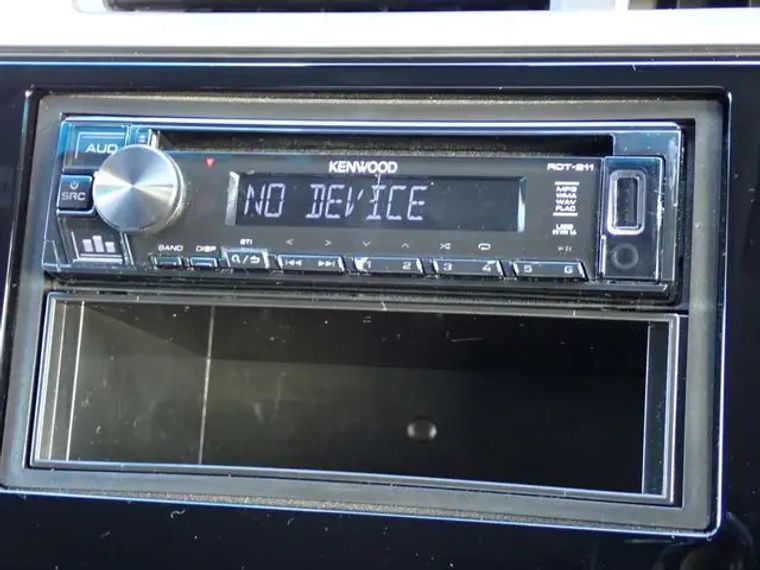 AUD
KENWOOD
RDT-211
SRC
NO DEVICE
MP3
WMA
WAV
FLAC
BAND
DISP
1
2
3
4
5
6